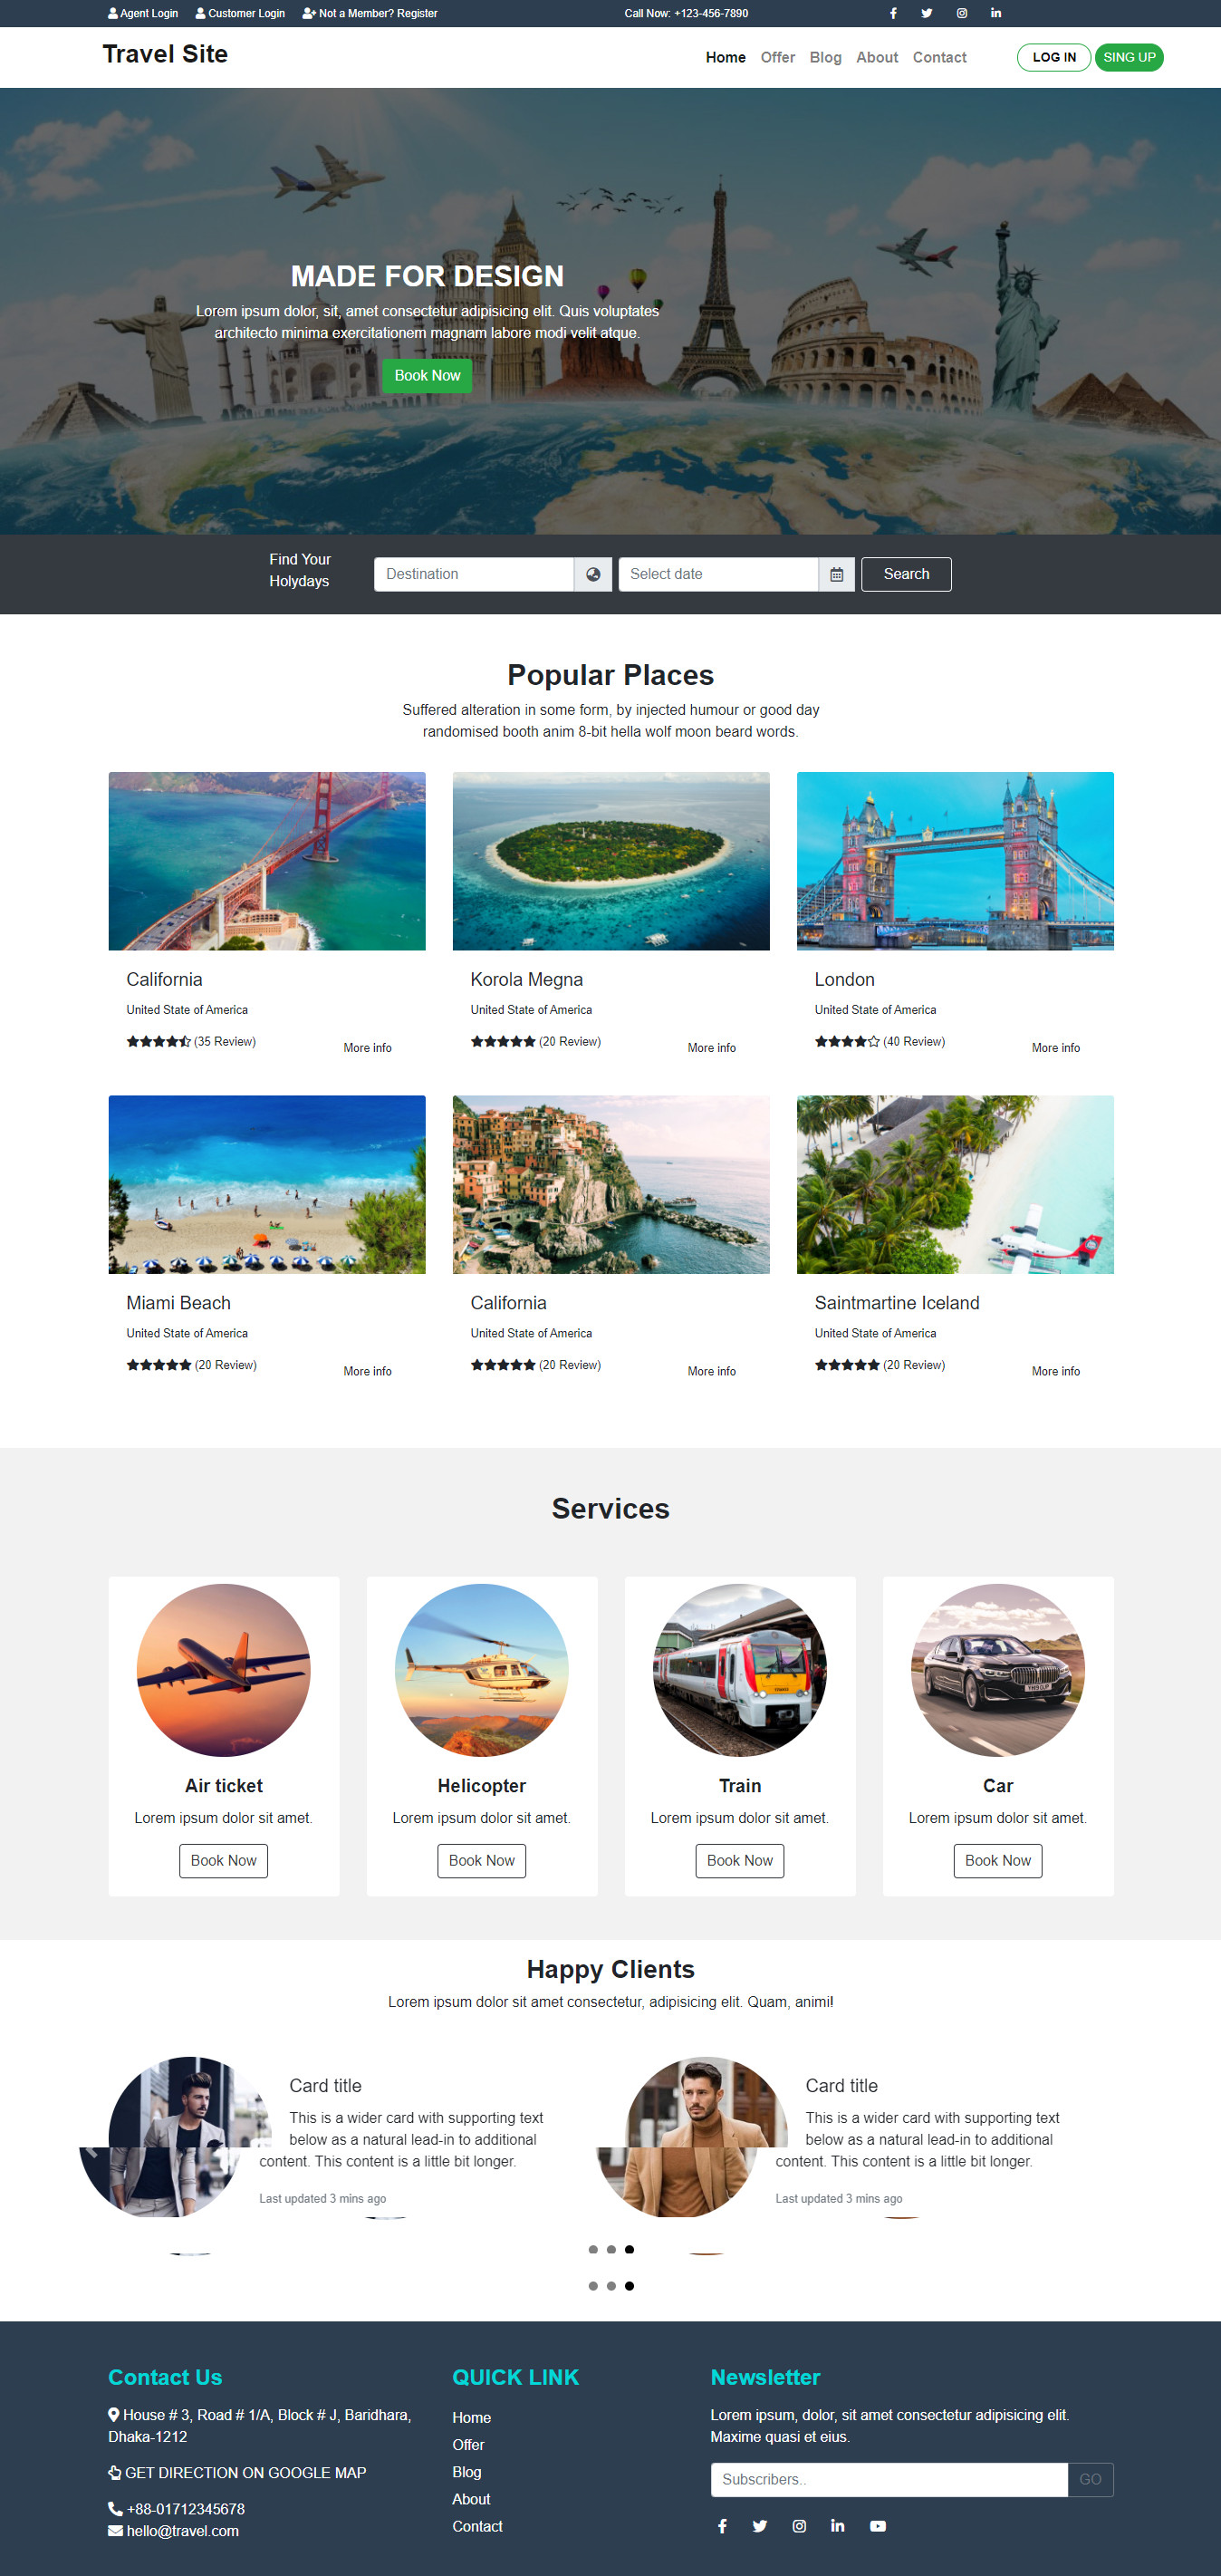 Agent Login Customer Login Not a Member? Register Call Now: +123-456-7890
Travel Site Home Offer Blog About Contact LOG IN SING UP
MADE FOR DESIGN
Lorem ipsum dolor, sit, amet consectetur adipisicing elit. Quis voluptates
architecto minima exercitationem magnam labore modi velit atque.
Book Now
Find Your
Holydays
Destination Select date Search
Popular Places
Suffered alteration in some form, by injected humour or good day
randomised booth anim 8-bit hella wolf moon beard words.
California
United State of America
(35 Review) More info
Korola Megna
United State of America
(20 Review) More info
London
United State of America
(40 Review) More info
Miami Beach
United State of America
(20 Review) More info
California
United State of America
(20 Review) More info
Saintmartine Iceland
United State of America
(20 Review) More info
Services
Air ticket
Lorem ipsum dolor sit amet.
Book Now
Helicopter
Lorem ipsum dolor sit amet.
Book Now
Train
Lorem ipsum dolor sit amet.
Book Now
Car
Lorem ipsum dolor sit amet.
Book Now
Happy Clients
Lorem ipsum dolor sit amet consectetur, adipisicing elit. Quam, animi!
Card title
This is a wider card with supporting text
below as a natural lead-in to additional
content. This content is a little bit longer.
Last updated 3 mins ago
Card title
This is a wider card with supporting text
below as a natural lead-in to additional
content. This content is a little bit longer.
Last updated 3 mins ago
Contact Us
House # 3, Road # 1/A, Block # J, Baridhara,
Dhaka-1212
GET DIRECTION ON GOOGLE MAP
+88-01712345678
hello@travel.com
QUICK LINK
Home
Offer
Blog
About
Contact
Newsletter
Lorem ipsum, dolor, sit amet consectetur adipisicing elit.
Maxime quasi et eius.
Subscribers.. GO